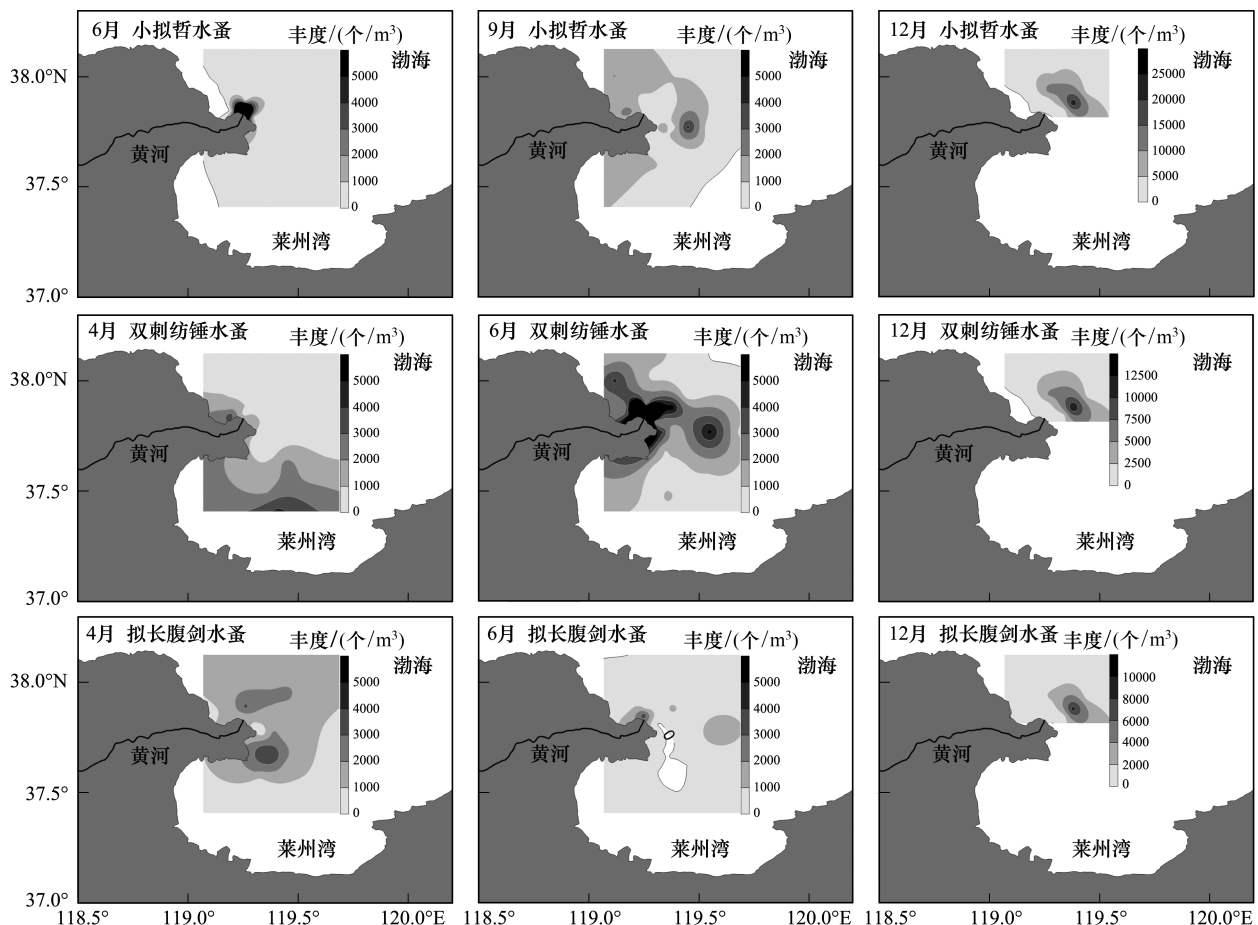 6月 小拟哲水蚤 丰度/(个/m³)
渤海
5000
4000
3000
2000
1000
0
黄河
莱州湾
38.0°N
37.5°
37.0°
9月 小拟哲水蚤 丰度/(个/m³)
渤海
5000
4000
3000
2000
1000
0
黄河
莱州湾
12月 小拟哲水蚤 丰度/(个/m³)
渤海
25000
20000
15000
10000
5000
0
黄河
莱州湾
4月 双刺纺锤水蚤 丰度/(个/m³)
渤海
5000
4000
3000
2000
1000
0
黄河
莱州湾
38.0°N
37.5°
37.0°
6月 双刺纺锤水蚤 丰度/(个/m³)
渤海
5000
4000
3000
2000
1000
0
黄河
莱州湾
12月 双刺纺锤水蚤 丰度/(个/m³)
渤海
12500
10000
7500
5000
2500
0
黄河
莱州湾
4月 拟长腹剑水蚤 丰度/(个/m³)
渤海
5000
4000
3000
2000
1000
0
黄河
莱州湾
38.0°N
37.5°
37.0°
118.5° 119.0° 119.5° 120.0°E
6月 拟长腹剑水蚤 丰度/(个/m³)
渤海
5000
4000
3000
2000
1000
0
黄河
莱州湾
118.5° 119.0° 119.5° 120.0°E
12月 拟长腹剑水蚤 丰度/(个/m³)
渤海
10000
8000
6000
4000
2000
0
黄河
莱州湾
118.5° 119.0° 119.5° 120.0°E